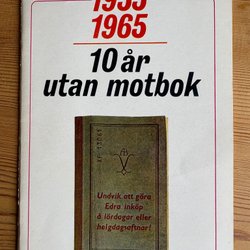 1955
1965
10 år
utan motbok
Undvik att göra
Edra inköp
å lördagar eller
helgdagsaftnar!